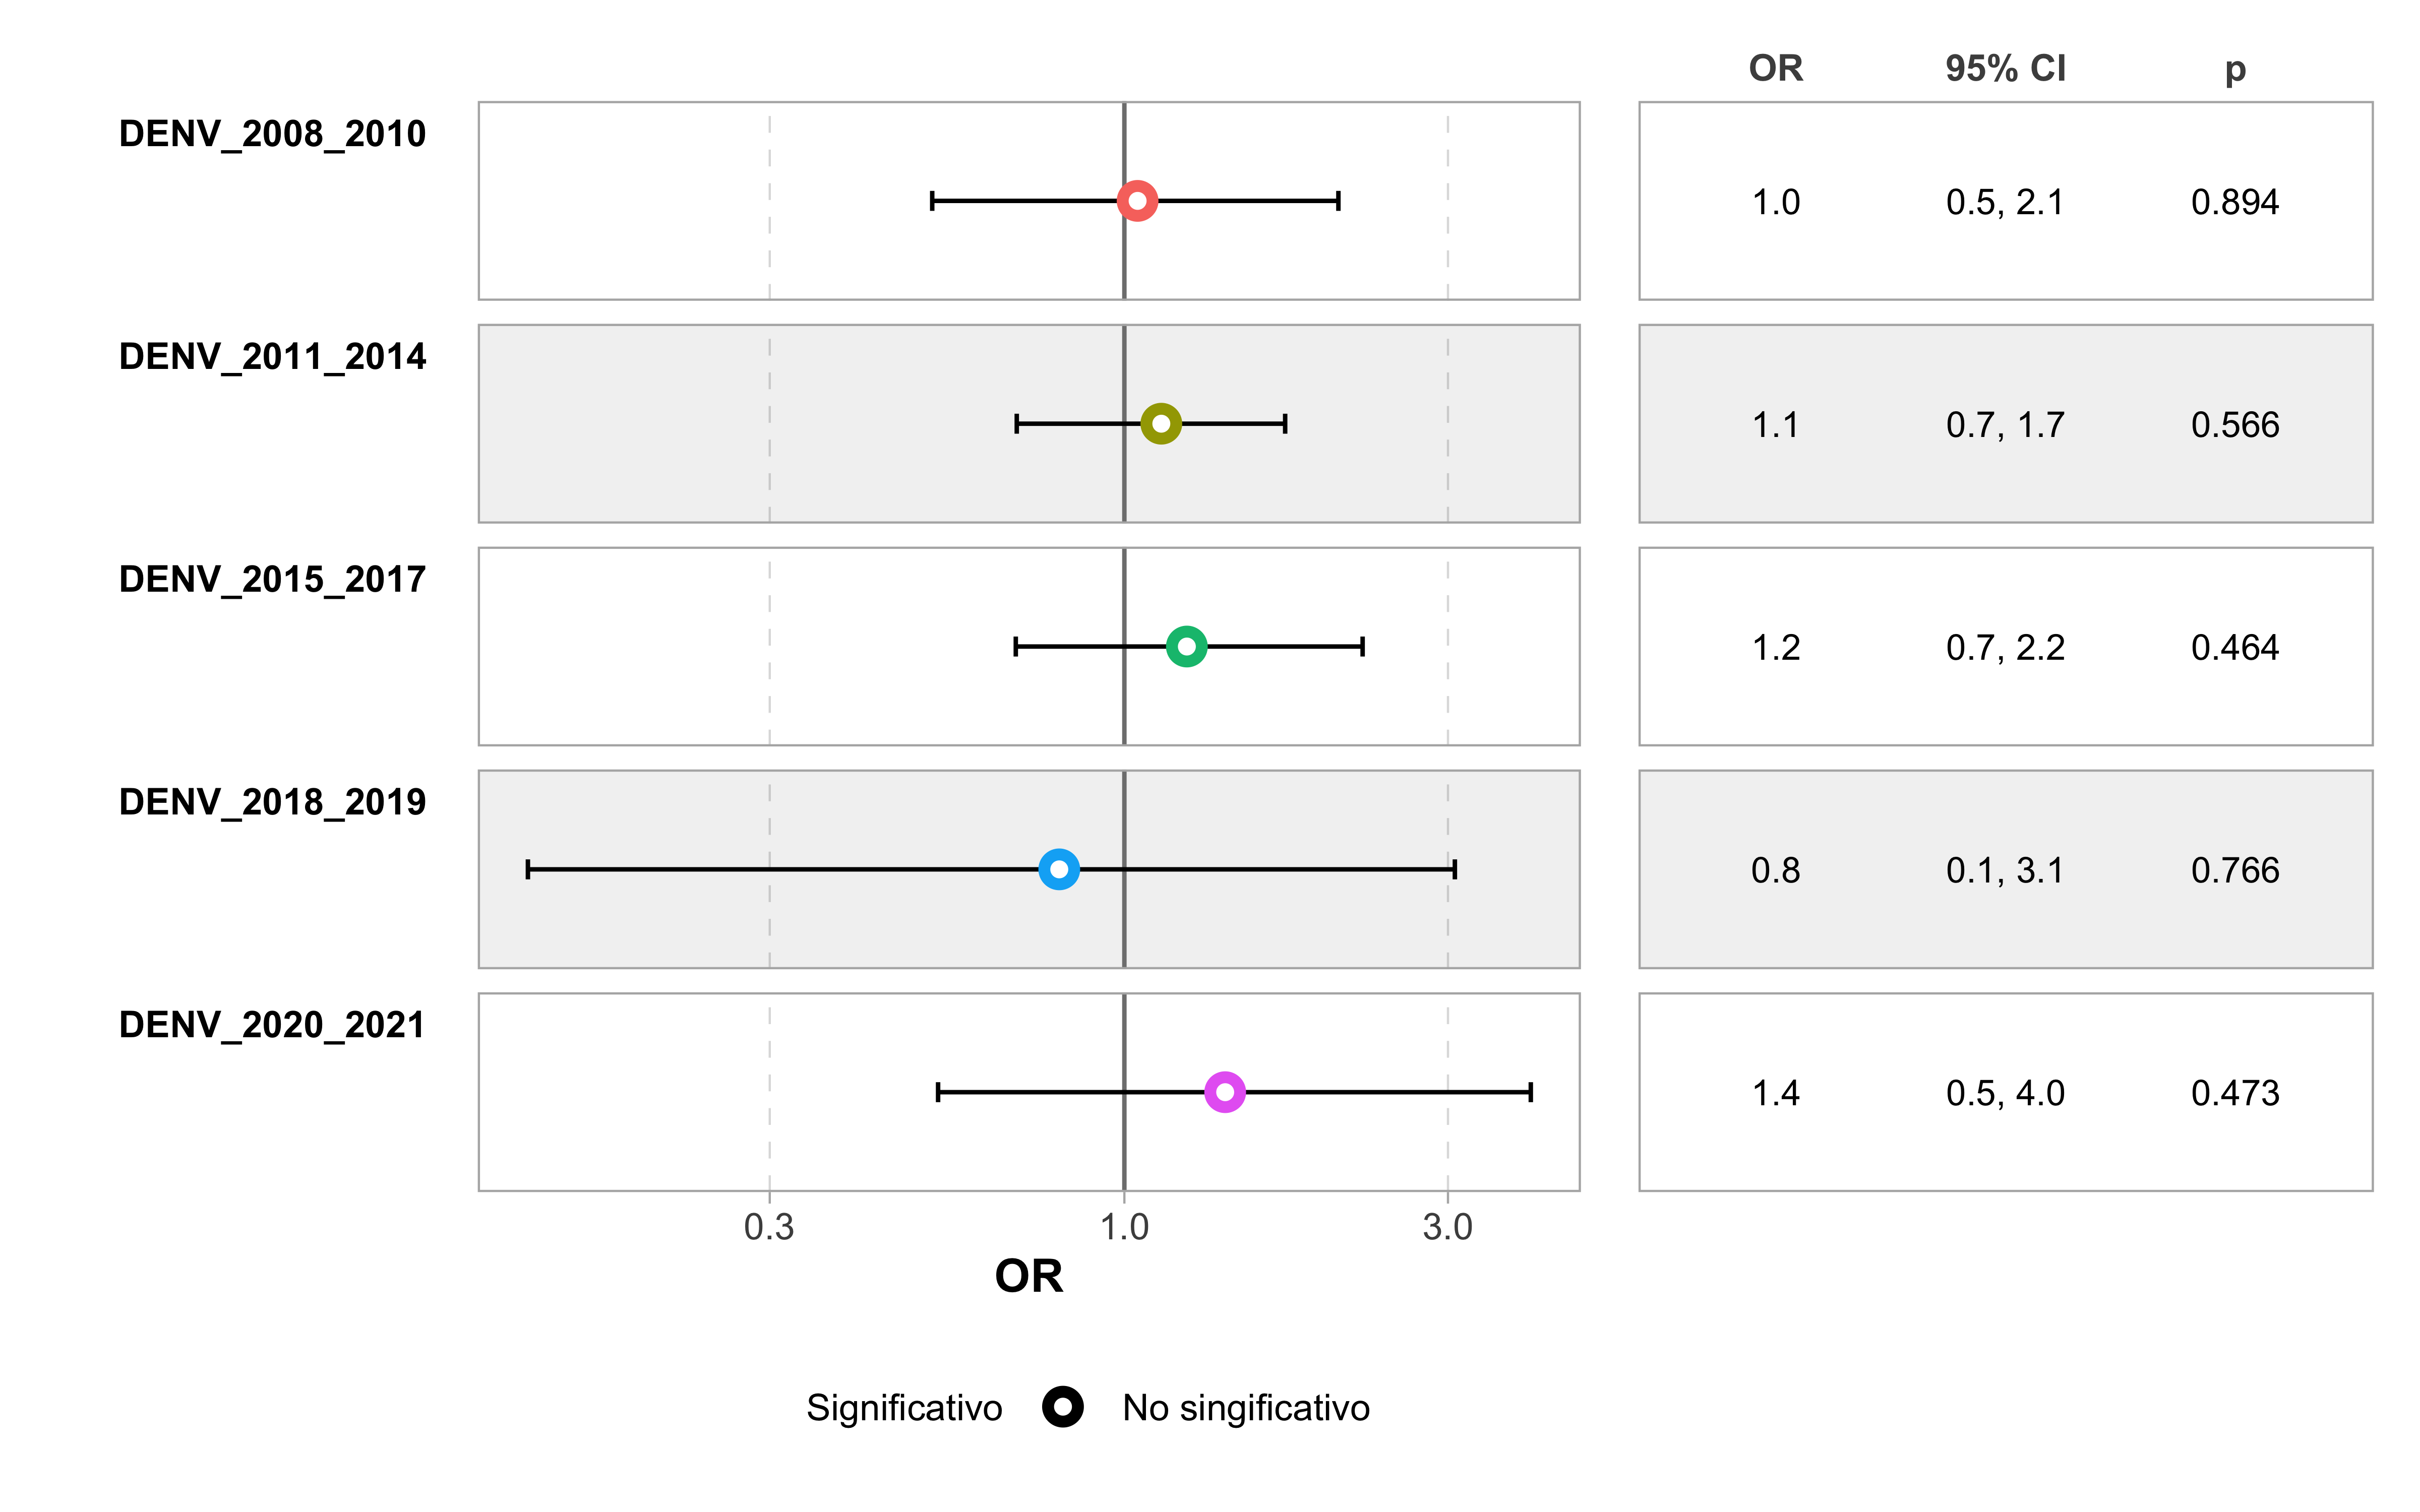 OR 95% CI p
DENV_2008_2010 1.0 0.5, 2.1 0.894
DENV_2011_2014 1.1 0.7, 1.7 0.566
DENV_2015_2017 1.2 0.7, 2.2 0.464
DENV_2018_2019 0.8 0.1, 3.1 0.766
DENV_2020_2021 1.4 0.5, 4.0 0.473
0.3 1.0 3.0
OR
Significativo No singificativo